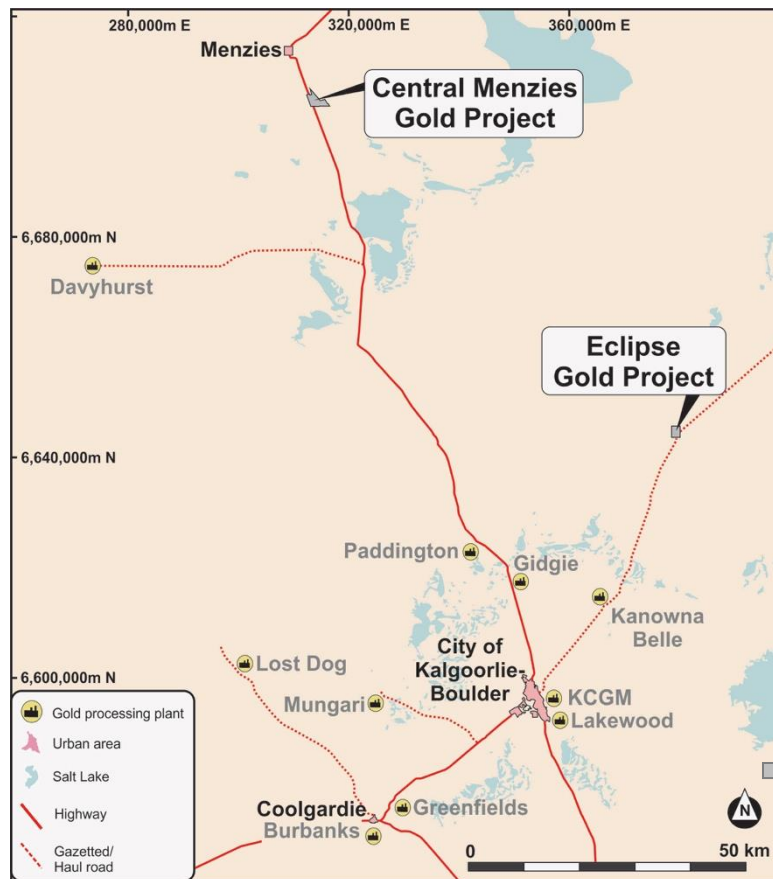 280,000m E
320,000m E
360,000m E
Menzies
Central Menzies
Gold Project
6,680,000m N
Davyhurst
Eclipse
Gold Project
6,640,000m N
Paddington
Gidgie
Kanowna
Belle
City of
Kalgoorlie-
Boulder
Lost Dog
6,600,000m N
Mungari
KCGM
Lakewood
Gold processing plant
Urban area
Salt Lake
Highway
Gazetted/
Haul road
Coolgardie
Burbanks
Greenfields
N
0
50 km